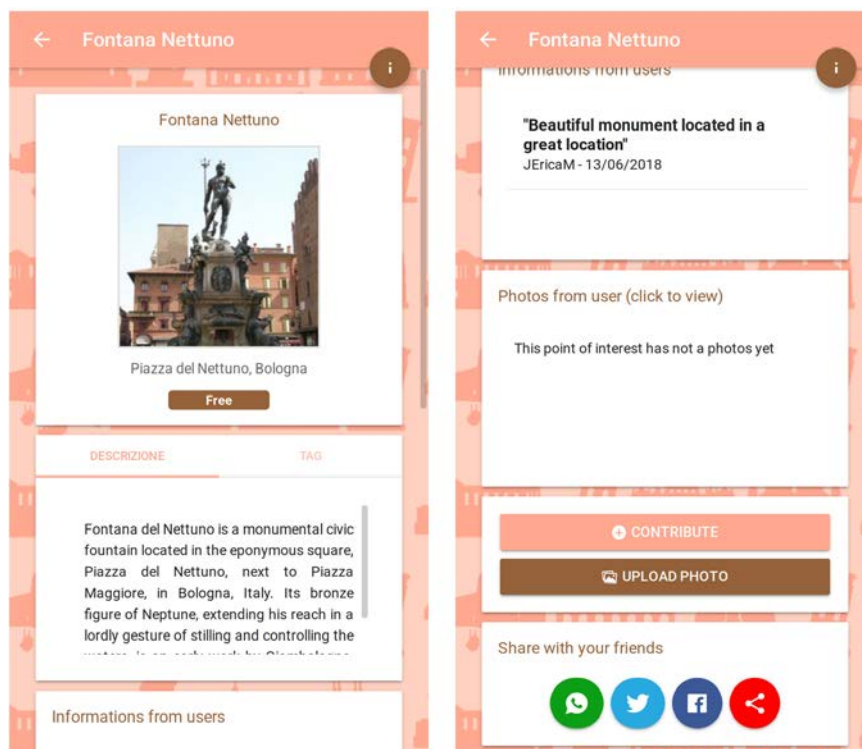 Fontana Nettuno
Fontana Nettuno
Piazza del Nettuno, Bologna
Free
DESCRIZIONE
TAG
Fontana del Nettuno is a monumental civic
fountain located in the eponymous square,
Piazza del Nettuno, next to Piazza
Maggiore, in Bologna, Italy. Its bronze
figure of Neptune, extending his reach in a
lordly gesture of stilling and controlling the
Informations from users
Fontana Nettuno
Informations from users
"Beautiful monument located in a
great location"
JEricaM - 13/06/2018
Photos from user (click to view)
This point of interest has not a photos yet
CONTRIBUTE
UPLOAD PHOTO
Share with your friends